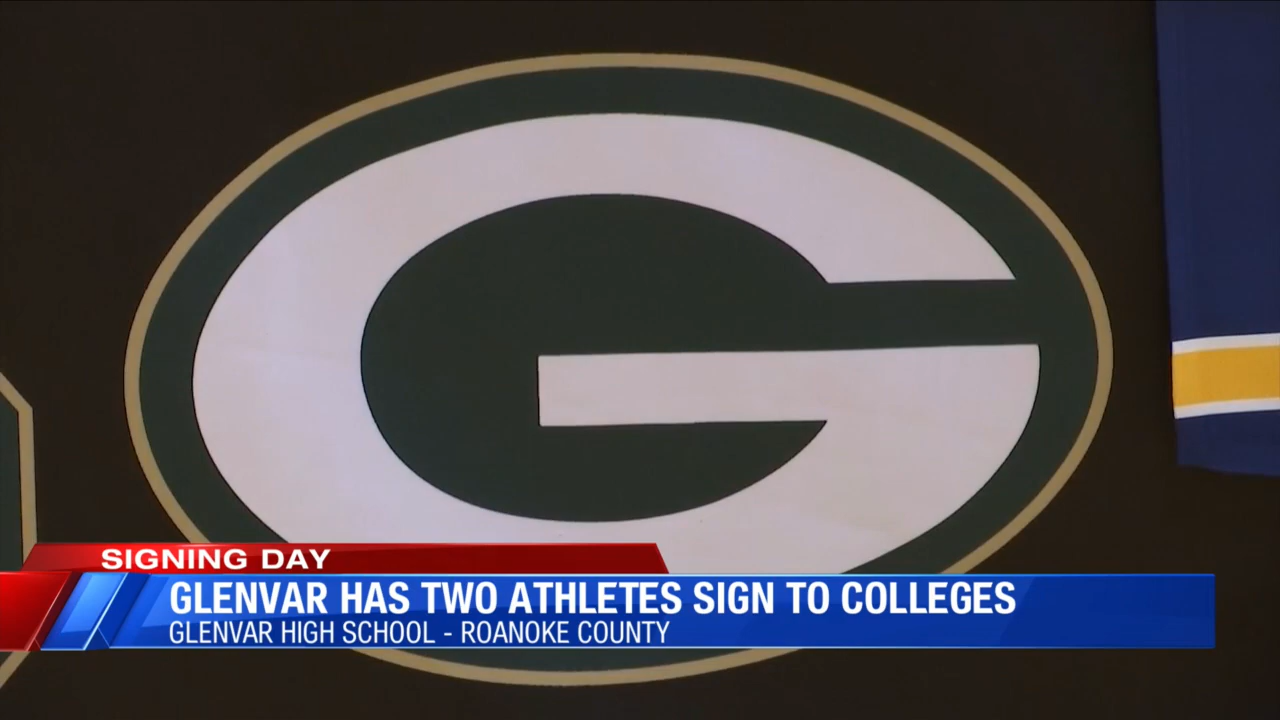 G
SIGNING DAY
GLENVAR HAS TWO ATHLETES SIGN TO COLLEGES
GLENVAR HIGH SCHOOL - ROANOKE COUNTY